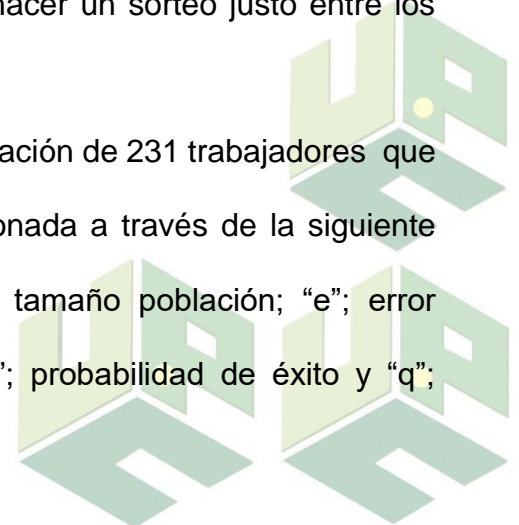 hacer un sorteo justo entre los
ación de 231 trabajadores que
onada a través de la siguiente
tamaño población; “e”; error
”; probabilidad de éxito y “q”;